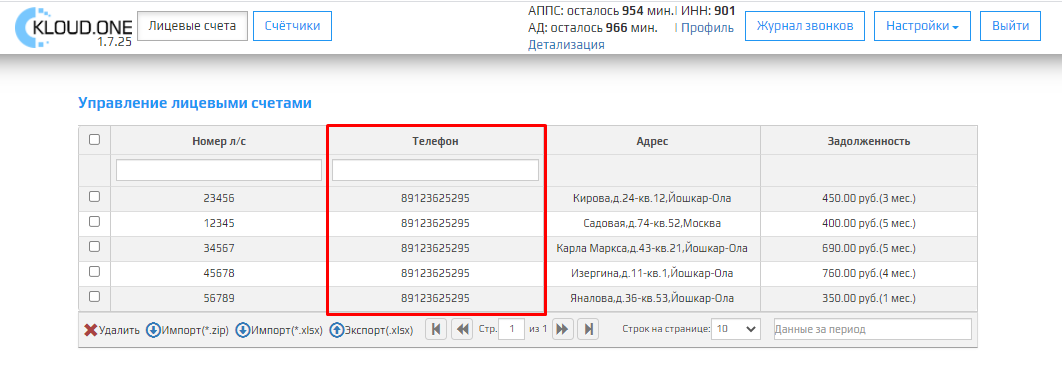 KLOUD.ONE
1.7.25
Лицевые счета
Счётчики
АППС: осталось 954 мин.| ИНН: 901
АД: осталось 966 мин. | Профиль
Детализация
Журнал звонков
Настройки
Выйти
Управление лицевыми счетами
Номер л/с Телефон Адрес Задолженность
23456 89123625295 Кирова,д.24-кв.12,Йошкар-Ола 450.00 руб.(3 мес.)
12345 89123625295 Садовая,д.74-кв.52,Москва 400.00 руб.(5 мес.)
34567 89123625295 Карла Маркса,д.43-кв.21,Йошкар-Ола 690.00 руб.(5 мес.)
45678 89123625295 Изергина,д.11-кв.1,Йошкар-Ола 760.00 руб.(4 мес.)
56789 89123625295 Яналова,д.36-кв.53,Йошкар-Ола 350.00 руб.(1 мес.)
Удалить Импорт(*.zip) Импорт(*.xlsx) Экспорт(.xlsx) Стр. 1 из 1 Строк на странице: 10 Данные за период